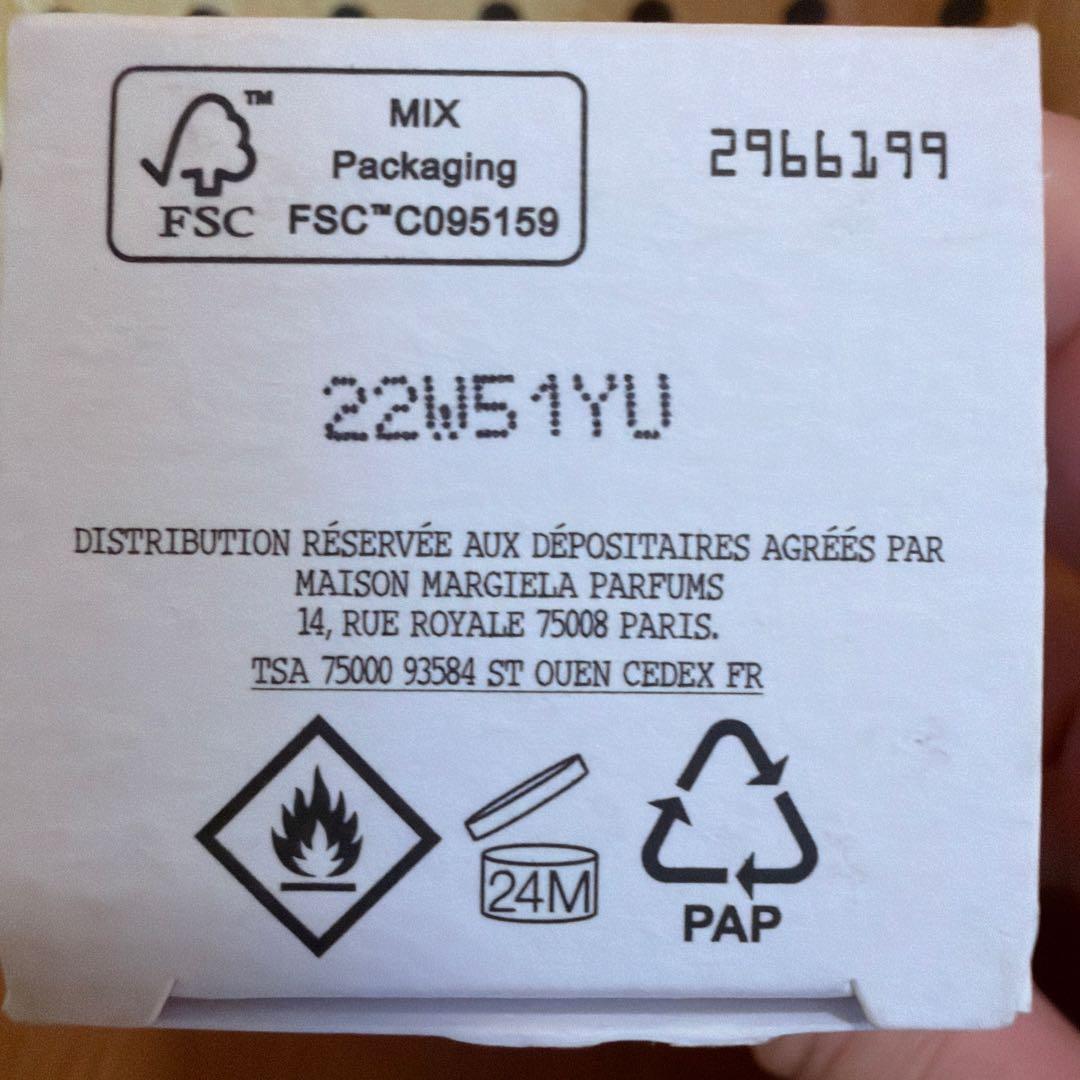 MIX
Packaging
FSC™C095159
FSC
™
2966199
22W51YU
DISTRIBUTION RÉSERVÉE AUX DÉPOSITAIRES AGRÉÉS PAR
MAISON MARGIELA PARFUMS
14, RUE ROYALE 75008 PARIS.
TSA 75000 93584 ST OUEN CEDEX FR
24M
PAP